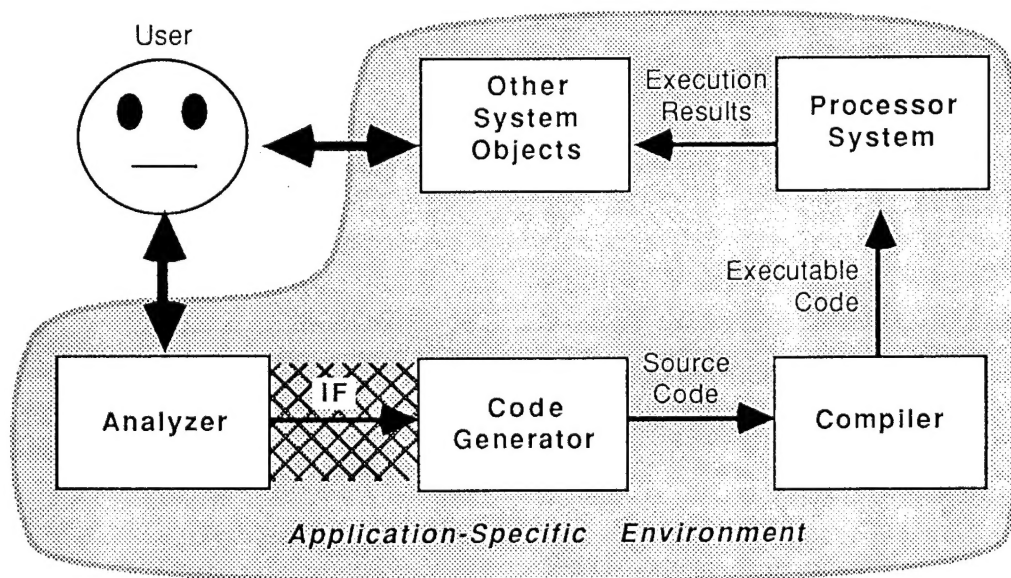 User
Other
System
Objects
Execution
Results
Processor
System
Executable
Code
Analyzer
IF
Code
Generator
Source
Code
Compiler
Application-Specific Environment